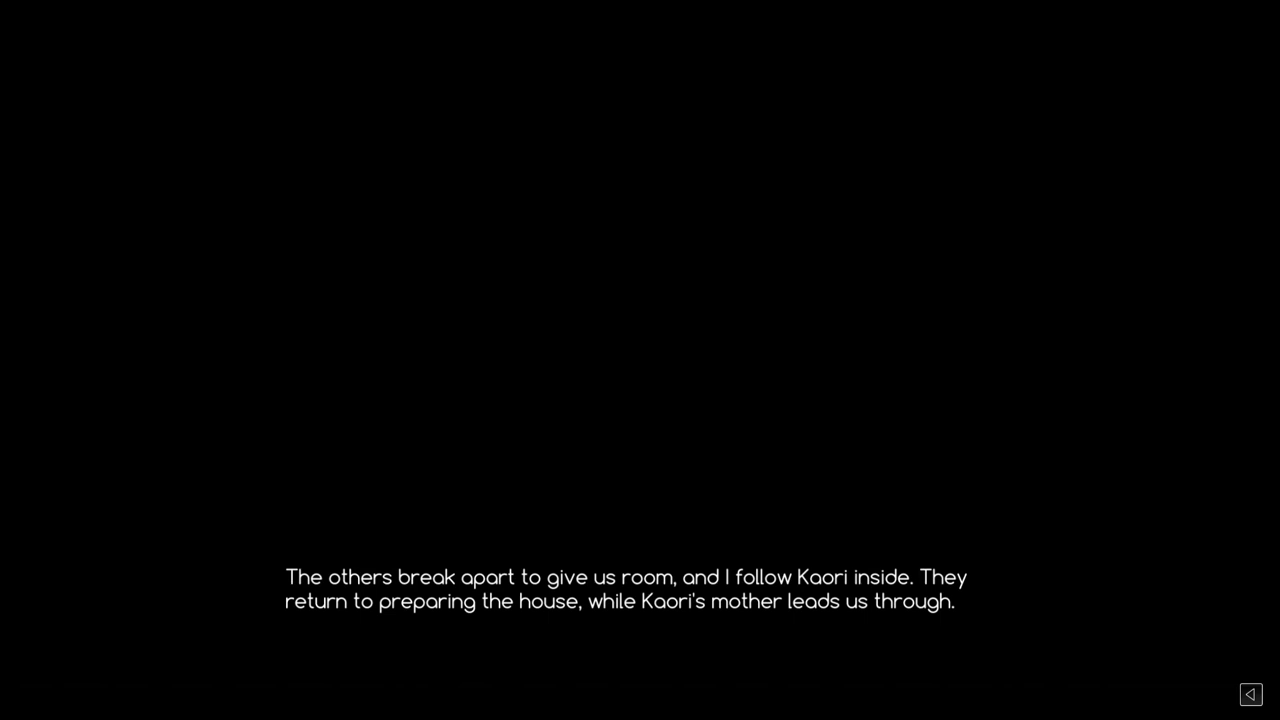 The others break apart to give us room, and I follow Kaori inside. They
return to preparing the house, while Kaori's mother leads us through.